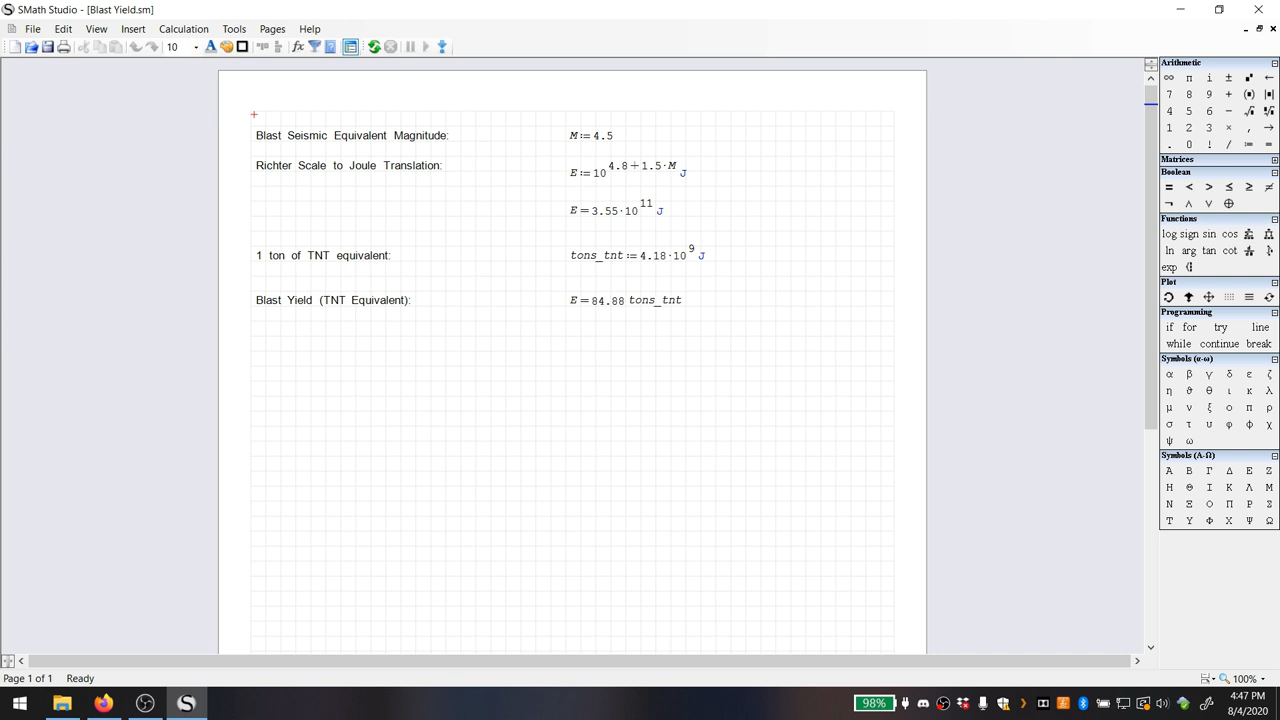 SMath Studio - [Blast Yield.sm]
File Edit View Insert Calculation Tools Pages Help
10
Blast Seismic Equivalent Magnitude: M:=4.5
Richter Scale to Joule Translation: E:=10^(4.8+1.5·M) J
E=3.55·10^11 J
1 ton of TNT equivalent: tons_tnt:=4.18·10^9 J
Blast Yield (TNT Equivalent): E=84.88 tons_tnt
Arithmetic
∞ π i ±
7 8 9 +
4 5 6 -
1 2 3 × ,
. 0 ! / := =
Matrices
Boolean
= < > ≤ ≥ ≠
¬ ∧ ∨ ⊕
Functions
log sign sin cos
ln arg tan cot
exp
Plot
Programming
if for try line
while continue break
Symbols (α-ω)
α β γ δ ε ζ
η ϑ θ ι κ λ
μ ν ξ ο π ρ
σ τ υ φ ϕ χ
ψ ω
Symbols (Α-Ω)
Α Β Γ Δ Ε Ζ
Η Θ Ι Κ Λ Μ
Ν Ξ Ο Π Ρ Σ
Τ Υ Φ Χ Ψ Ω
Page 1 of 1 Ready 100%
98% 4:47 PM
8/4/2020